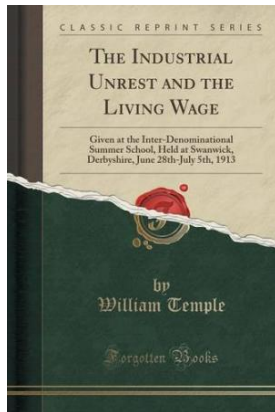 CLASSIC REPRINT SERIES
THE INDUSTRIAL
UNREST AND THE
LIVING WAGE
Given at the Inter-Denominational
Summer School, Held at Swanwick,
Derbyshire, June 28th-July 5th, 1913
by
William Temple
Forgotten Books